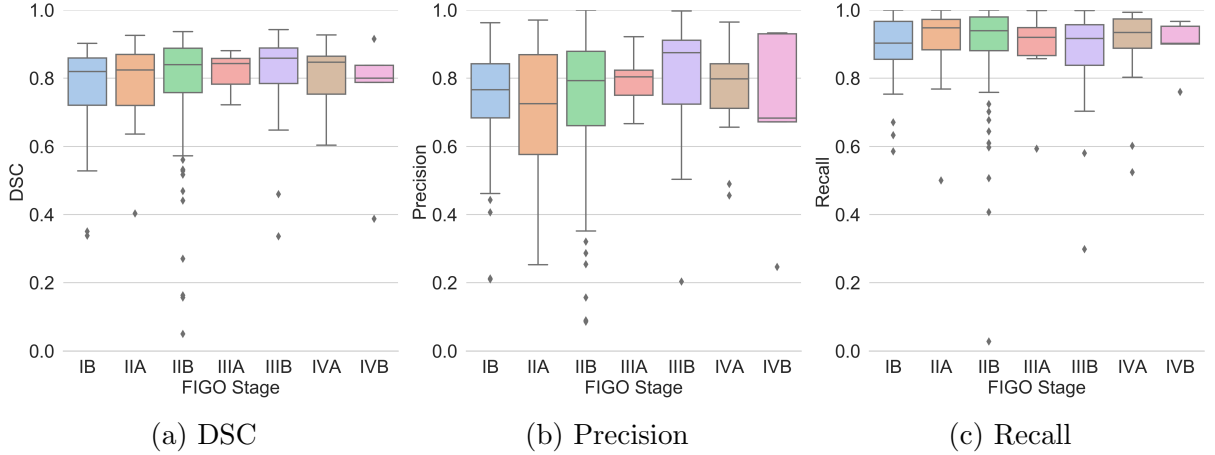 1.0
0.8
0.6
0.4
0.2
0.0
DSC
IB IIA IIB IIIA IIIB IVA IVB
FIGO Stage
(a) DSC
1.0
0.8
0.6
0.4
0.2
0.0
Precision
IB IIA IIB IIIA IIIB IVA IVB
FIGO Stage
(b) Precision
1.0
0.8
0.6
0.4
0.2
0.0
Recall
IB IIA IIB IIIA IIIB IVA IVB
FIGO Stage
(c) Recall